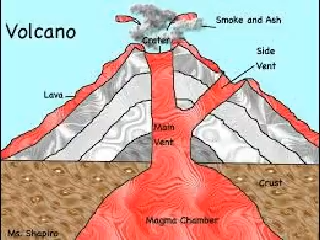 Volcano
Smoke and Ash
Crater
Side
Vent
Lava
Main
Vent
Crust
Magma Chamber
Ms. Shapiro